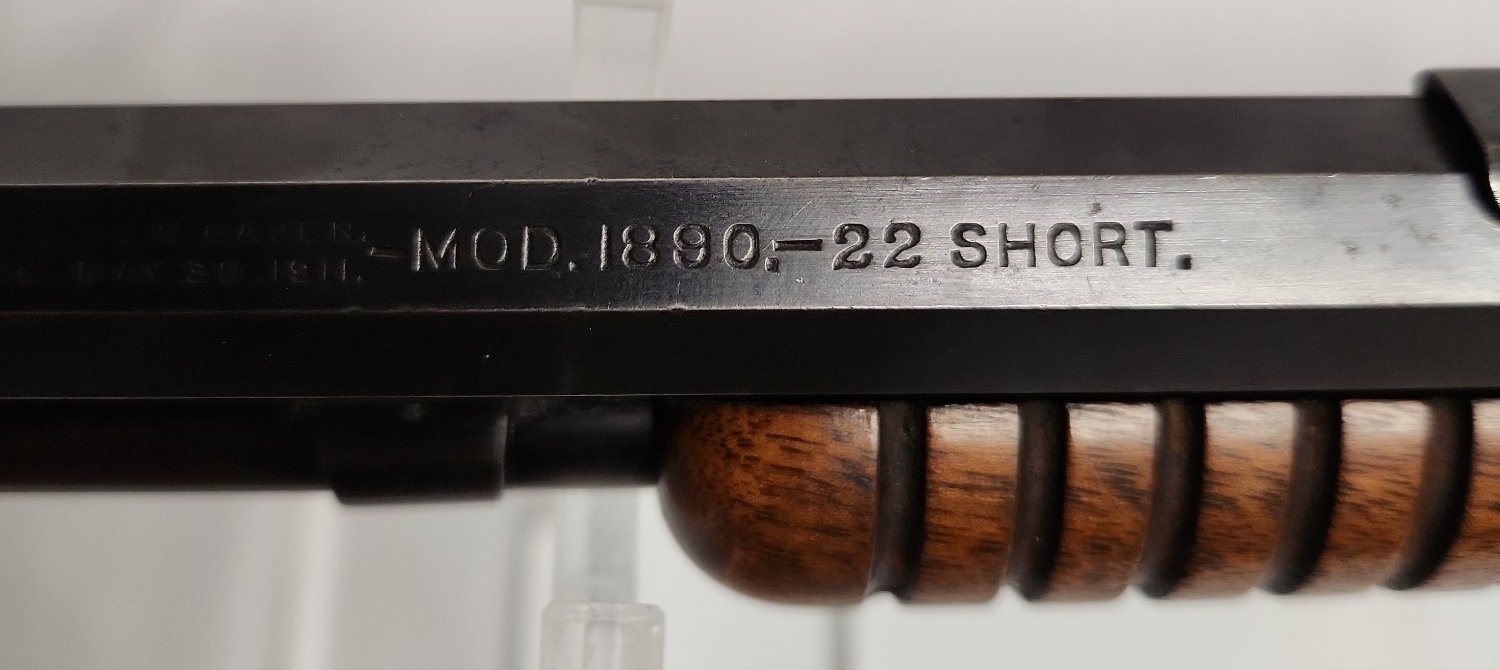 HAVEN,
MAY 30. 1911.
-MOD. 1890.-22 SHORT.